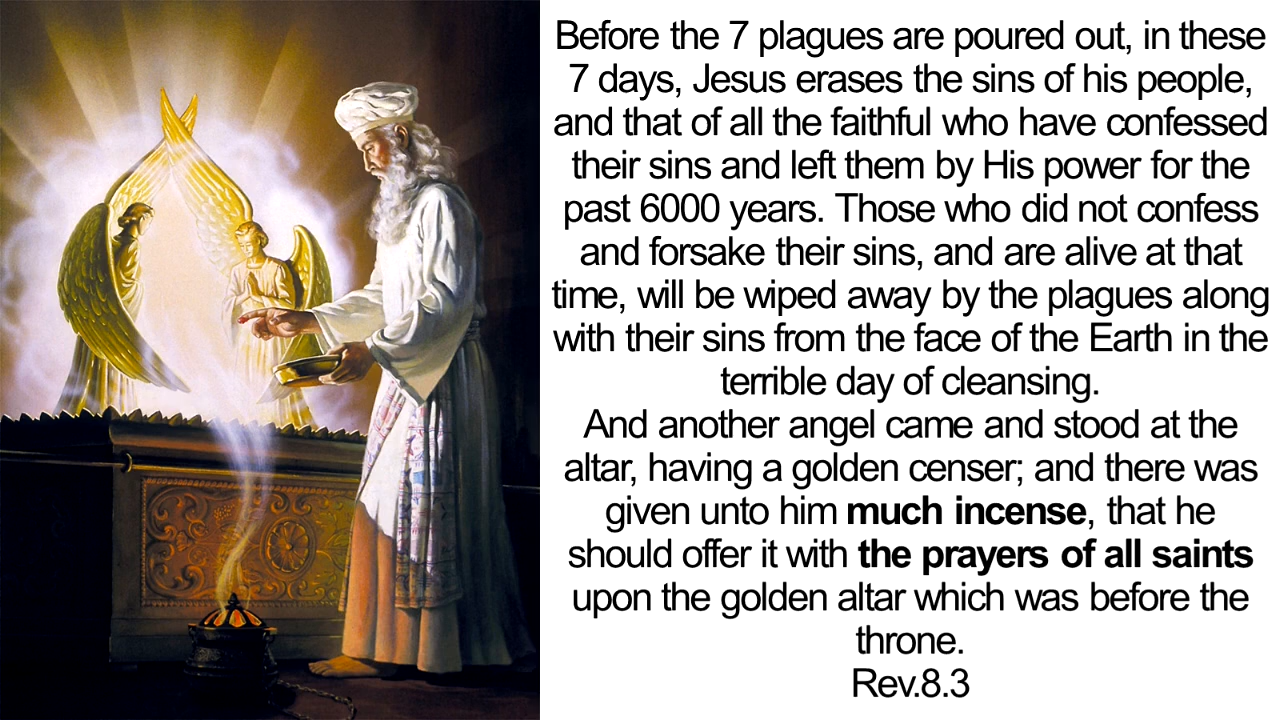 Before the 7 plagues are poured out, in these
7 days, Jesus erases the sins of his people,
and that of all the faithful who have confessed
their sins and left them by His power for the
past 6000 years. Those who did not confess
and forsake their sins, and are alive at that
time, will be wiped away by the plagues along
with their sins from the face of the Earth in the
terrible day of cleansing.
And another angel came and stood at the
altar, having a golden censer; and there was
given unto him much incense, that he
should offer it with the prayers of all saints
upon the golden altar which was before the
throne.
Rev.8.3